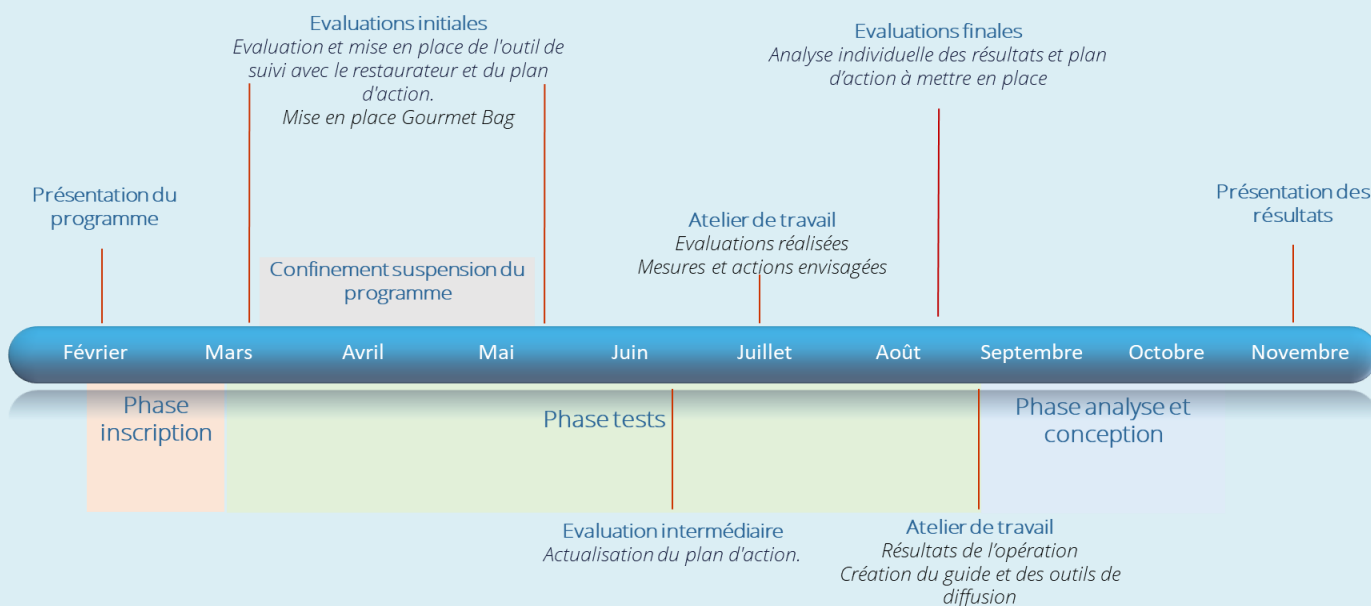 Evaluations initiales
Evaluation et mise en place de l'outil de
suivi avec le restaurateur et du plan
d'action.
Mise en place Gourmet Bag
Evaluations finales
Analyse individuelle des résultats et plan
d’action à mettre en place
Présentation du
programme
Confinement suspension du
programme
Atelier de travail
Evaluations réalisées
Mesures et actions envisagées
Présentation des
résultats
Février Mars Avril Mai Juin Juillet Août Septembre Octobre Novembre
Phase
inscription
Phase tests
Phase analyse et
conception
Evaluation intermédiaire
Actualisation du plan d'action.
Atelier de travail
Résultats de l’opération
Création du guide et des outils de
diffusion